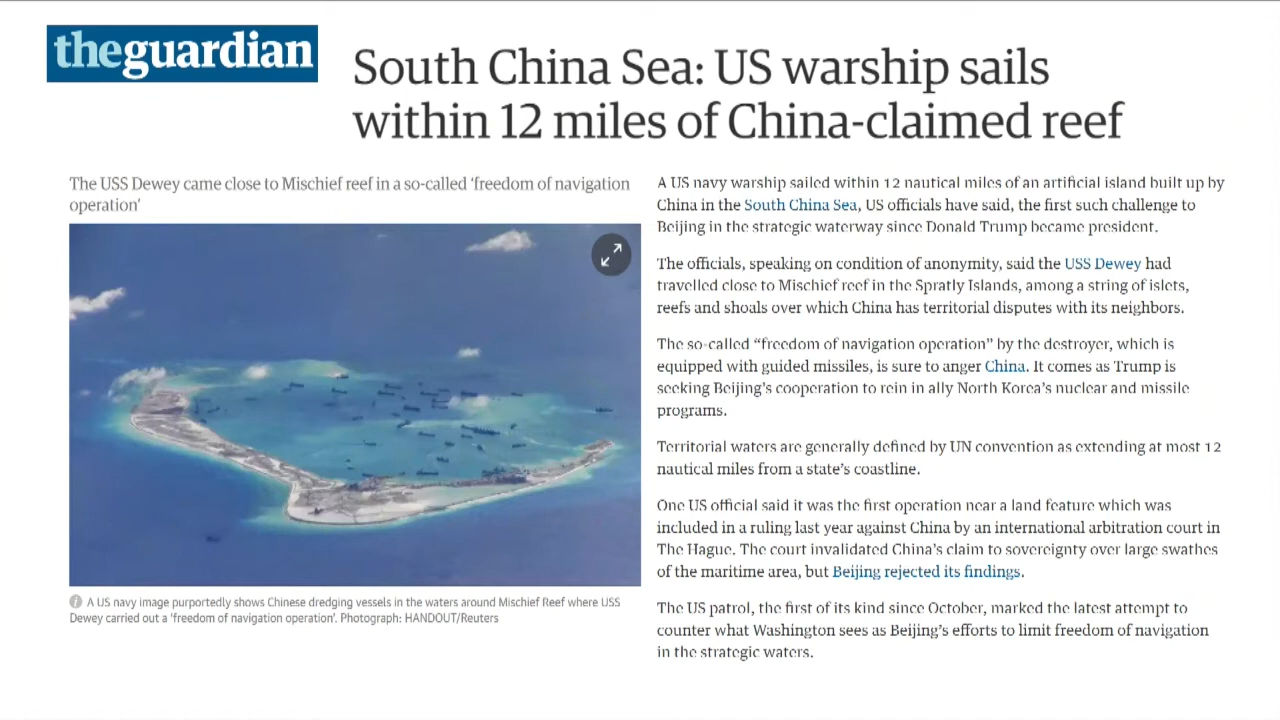 theguardian
South China Sea: US warship sails
within 12 miles of China-claimed reef
The USS Dewey came close to Mischief reef in a so-called ‘freedom of navigation
operation’
A US navy image purportedly shows Chinese dredging vessels in the waters around Mischief Reef where USS
Dewey carried out a ‘freedom of navigation operation’. Photograph: HANDOUT/Reuters
A US navy warship sailed within 12 nautical miles of an artificial island built up by
China in the South China Sea, US officials have said, the first such challenge to
Beijing in the strategic waterway since Donald Trump became president.
The officials, speaking on condition of anonymity, said the USS Dewey had
travelled close to Mischief reef in the Spratly Islands, among a string of islets,
reefs and shoals over which China has territorial disputes with its neighbors.
The so-called “freedom of navigation operation” by the destroyer, which is
equipped with guided missiles, is sure to anger China. It comes as Trump is
seeking Beijing’s cooperation to rein in ally North Korea’s nuclear and missile
programs.
Territorial waters are generally defined by UN convention as extending at most 12
nautical miles from a state’s coastline.
One US official said it was the first operation near a land feature which was
included in a ruling last year against China by an international arbitration court in
The Hague. The court invalidated China’s claim to sovereignty over large swathes
of the maritime area, but Beijing rejected its findings.
The US patrol, the first of its kind since October, marked the latest attempt to
counter what Washington sees as Beijing’s efforts to limit freedom of navigation
in the strategic waters.